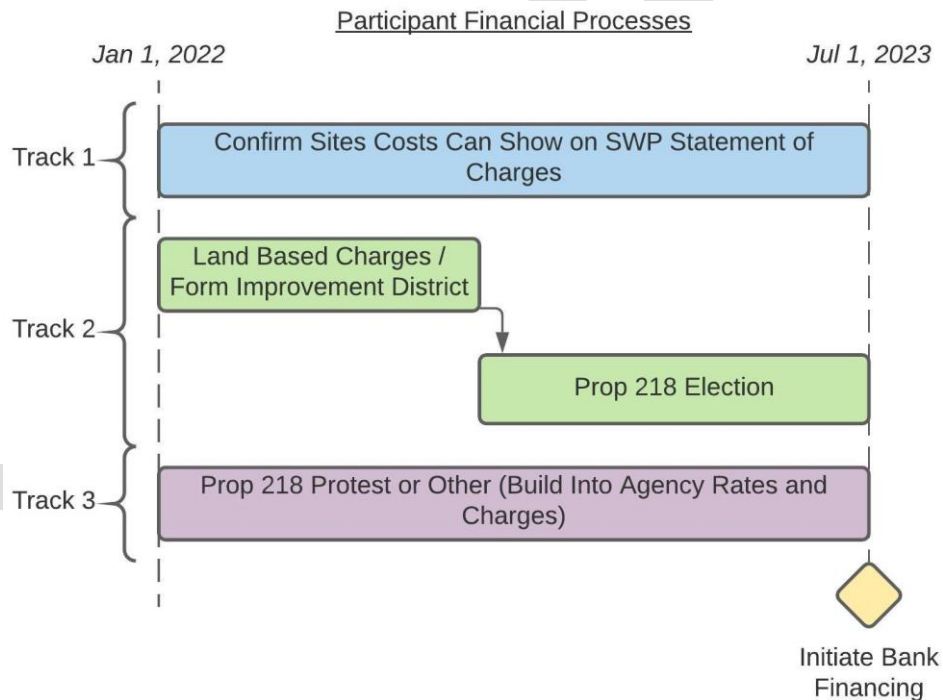 Participant Financial Processes
Jan 1, 2022
Jul 1, 2023
Track 1
Confirm Sites Costs Can Show on SWP Statement of
Charges
Track 2
Land Based Charges /
Form Improvement District
Prop 218 Election
Track 3
Prop 218 Protest or Other (Build Into Agency Rates and
Charges)
Initiate Bank
Financing